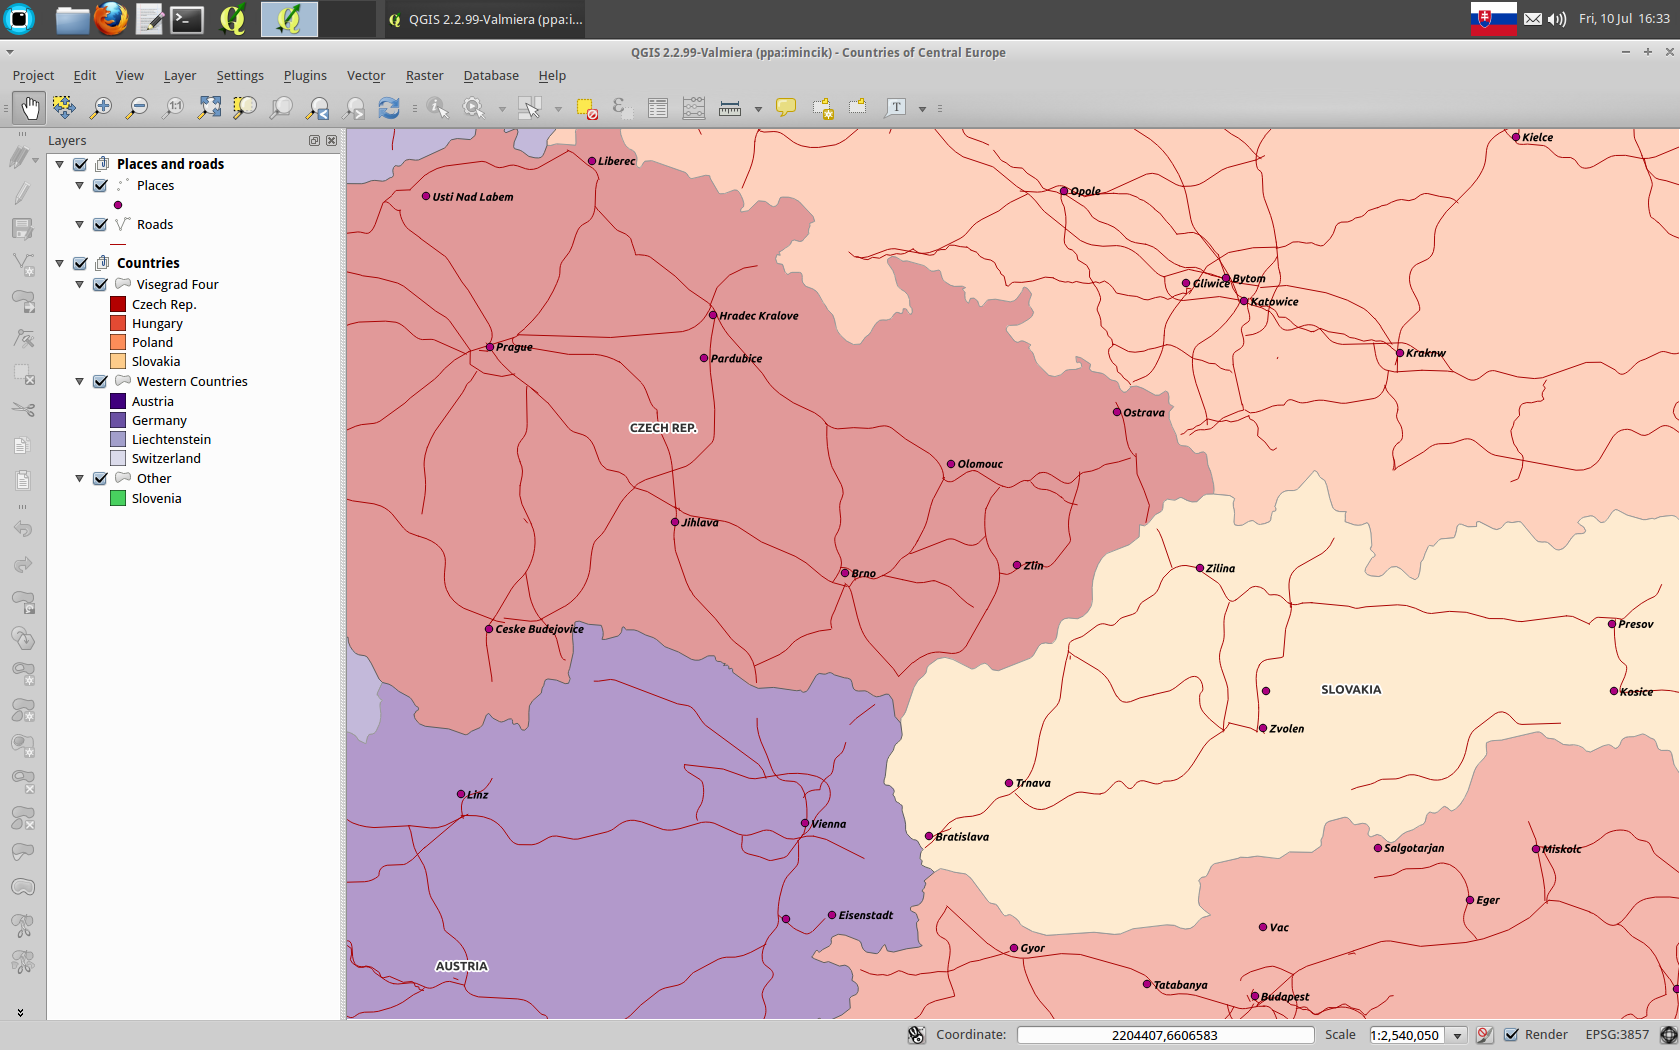 QGIS 2.2.99-Valmiera (ppa:i...
Fri, 10 Jul 16:33
QGIS 2.2.99-Valmiera (ppa:imincik) - Countries of Central Europe
Project Edit View Layer Settings Plugins Vector Raster Database Help
1:1
T
Layers
Places and roads
Places
Roads
Countries
Visegrad Four
Czech Rep.
Hungary
Poland
Slovakia
Western Countries
Austria
Germany
Liechtenstein
Switzerland
Other
Slovenia
Kielce
Liberec
Opole
Usti Nad Labem
Bytom
Gliwice
Katowice
Hradec Kralove
Prague
Kraknw
Pardubice
Ostrava
CZECH REP.
Olomouc
Jihlava
Zlin
Zilina
Brno
Presov
Ceske Budejovice
SLOVAKIA
Kosice
Zvolen
Trnava
Linz
Vienna
Bratislava
Salgotarjan
Miskolc
Eger
Eisenstadt
Vac
Gyor
AUSTRIA
Tatabanya
Budapest
Coordinate: 2204407,6606583 Scale 1:2,540,050 Render EPSG:3857